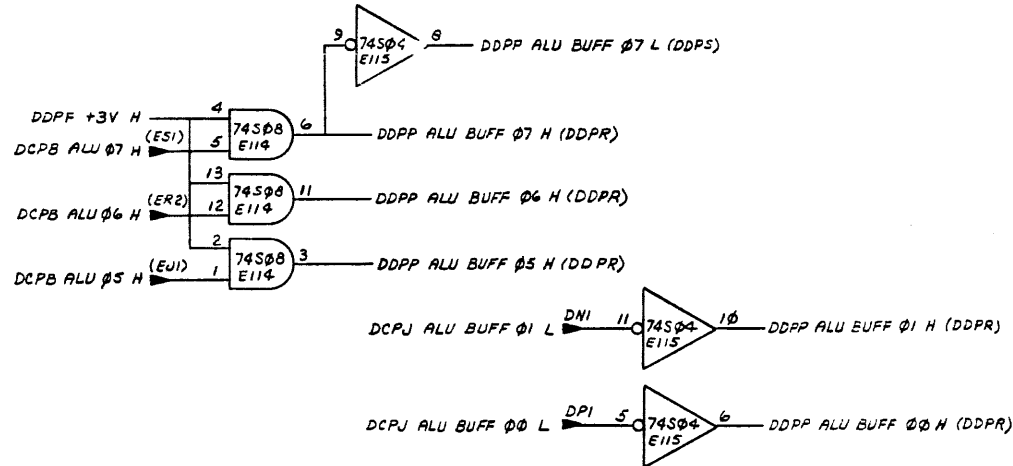 9 74SØ4 8 DDPP ALU BUFF Ø7 L (DDPS)
E115
DDPF +3V H 4
74SØ8 6 DDPP ALU BUFF Ø7 H (DDPR)
DCPB ALU Ø7 H (ES1) 5 E114
13
74SØ8 11 DDPP ALU BUFF Ø6 H (DDPR)
DCPB ALU Ø6 H (ER2) 12 E114
2
74SØ8 3 DDPP ALU BUFF Ø5 H (DDPR)
DCPB ALU Ø5 H (EJ1) 1 E114
DCPJ ALU BUFF Ø1 L DN1 11 74SØ4 1Ø DDPP ALU BUFF Ø1 H (DDPR)
E115
DCPJ ALU BUFF ØØ L DP1 5 74SØ4 6 DDPP ALU BUFF ØØ H (DDPR)
E115